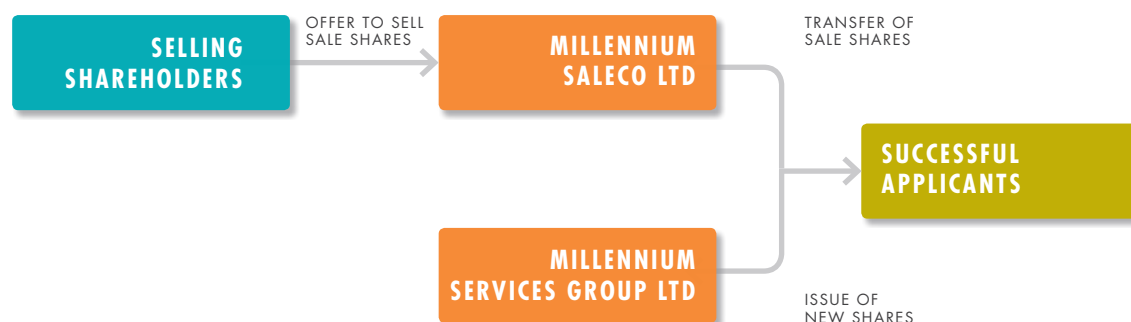 SELLING
SHAREHOLDERS
OFFER TO SELL
SALE SHARES
MILLENNIUM
SALECO LTD
TRANSFER OF
SALE SHARES
SUCCESSFUL
APPLICANTS
MILLENNIUM
SERVICES GROUP LTD
ISSUE OF
NEW SHARES